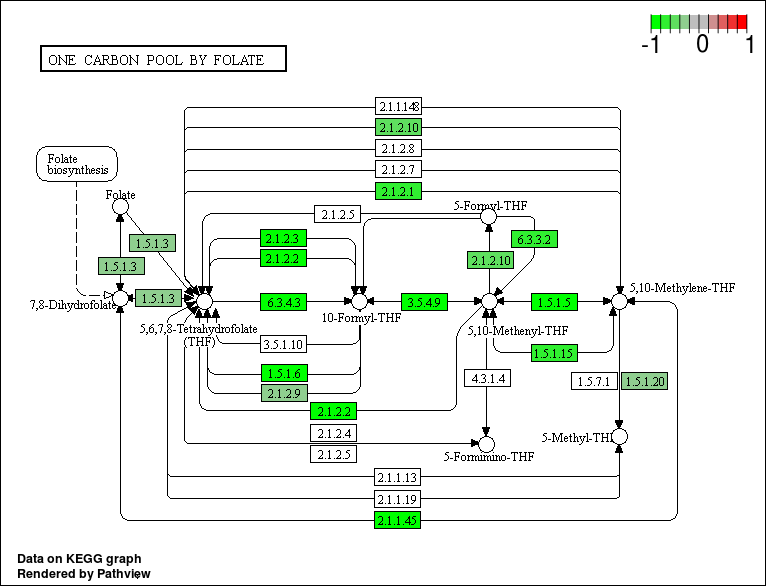 -1 0 1
ONE CARBON POOL BY FOLATE
2.1.1.148
2.1.2.10
2.1.2.8
2.1.2.7
2.1.2.1
Folate
biosynthesis
Folate
5-Formyl-THF
2.1.2.5
2.1.2.3
6.3.3.2
1.5.1.3
2.1.2.2
2.1.2.10
1.5.1.3
5,10-Methylene-THF
7,8-Dihydrofolate
1.5.1.3
6.3.4.3
3.5.4.9
1.5.1.5
10-Formyl-THF
5,6,7,8-Tetrahydrofolate
(THF)
5,10-Methenyl-THF
3.5.1.10
1.5.1.15
1.5.1.6
4.3.1.4
1.5.7.1
1.5.1.20
2.1.2.9
2.1.2.2
2.1.2.4
5-Methyl-THF
2.1.2.5
5-Formimino-THF
2.1.1.13
2.1.1.19
2.1.1.45
Data on KEGG graph
Rendered by Pathview